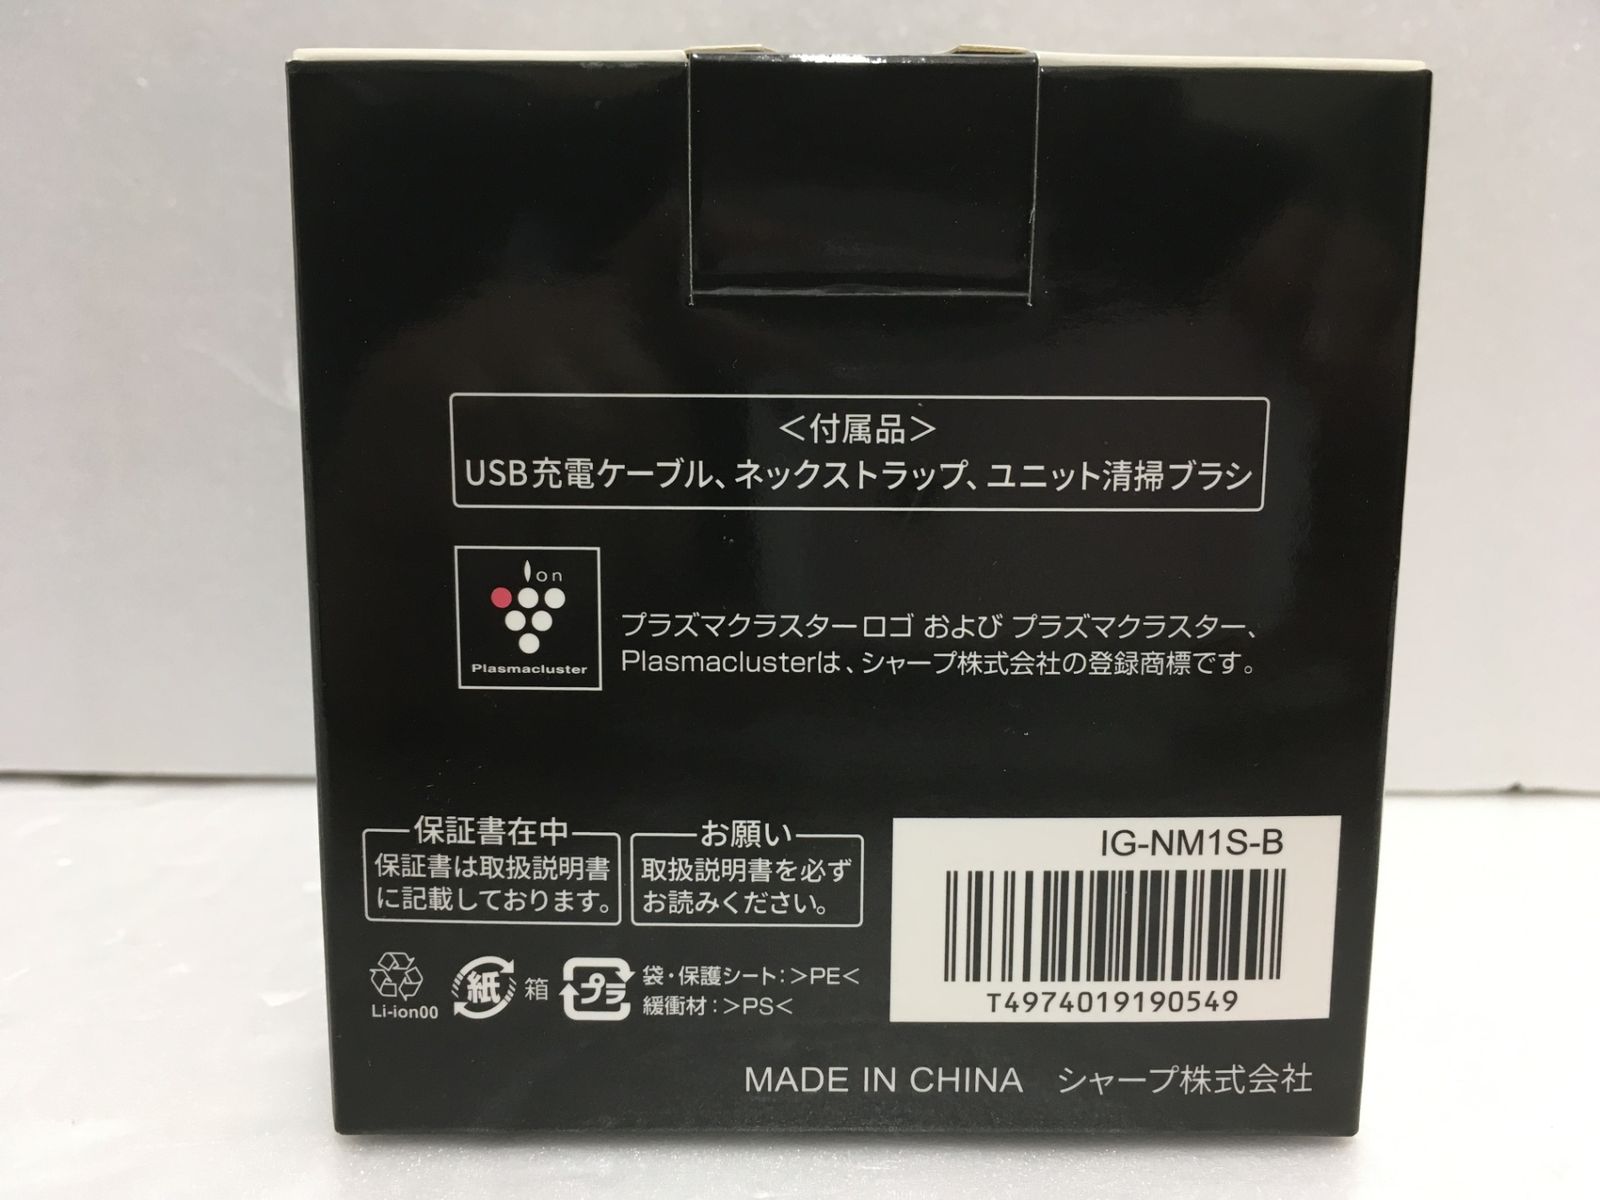 ＜付属品＞
USB充電ケーブル、ネックストラップ、ユニット清掃ブラシ
Ion
Plasmacluster
プラズマクラスターロゴ および プラズマクラスター、
Plasmaclusterは、シャープ株式会社の登録商標です。
保証書在中
保証書は取扱説明書
に記載しております。
お願い
取扱説明書を必ず
お読みください。
IG-NM1S-B
T4974019190549
Li-ion00
紙 箱
プラ
袋・保護シート：>PE<
緩衝材：>PS<
MADE IN CHINA シャープ株式会社